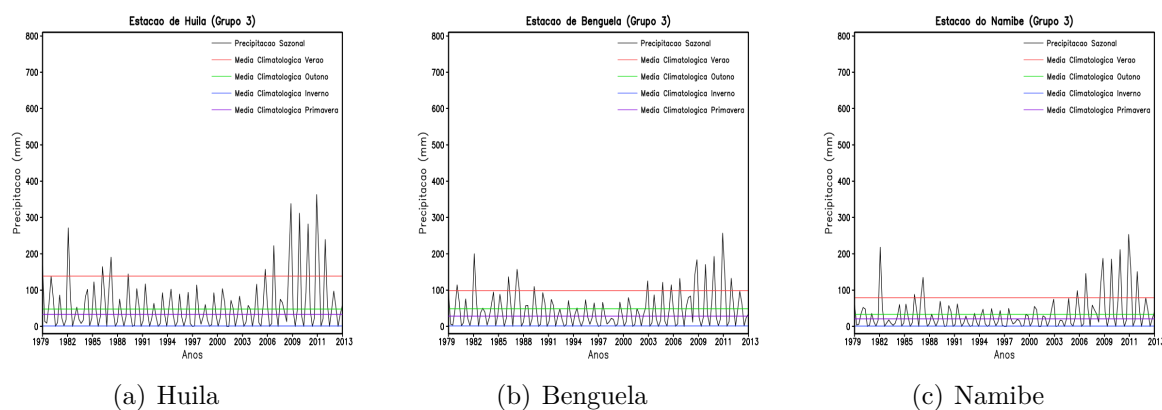 Estacao de Huila (Grupo 3)
800
700
600
500
400
300
200
100
0
Precipitacao (mm)
Precipitacao Sazonal
Media Climatologica Verao
Media Climatologica Outono
Media Climatologica Inverno
Media Climatologica Primavera
1979 1982 1985 1988 1991 1994 1997 2000 2003 2006 2009 2011 2013
Anos
(a) Huila
Estacao de Benguela (Grupo 3)
800
700
600
500
400
300
200
100
0
Precipitacao (mm)
Precipitacao Sazonal
Media Climatologica Verao
Media Climatologica Outono
Media Climatologica Inverno
Media Climatologica Primavera
1979 1982 1985 1988 1991 1994 1997 2000 2003 2006 2009 2011 2013
Anos
(b) Benguela
Estacao do Namibe (Grupo 3)
800
700
600
500
400
300
200
100
0
Precipitacao (mm)
Precipitacao Sazonal
Media Climatologica Verao
Media Climatologica Outono
Media Climatologica Inverno
Media Climatologica Primavera
1979 1982 1985 1988 1991 1994 1997 2000 2003 2006 2009 2011 2013
Anos
(c) Namibe